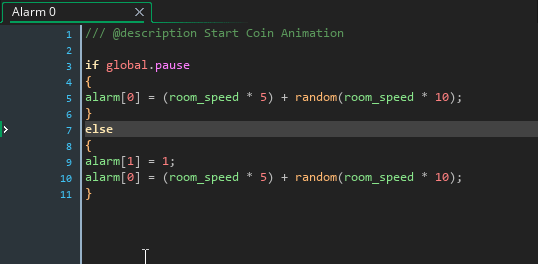 Alarm 0
1 /// @description Start Coin Animation
2
3 if global.pause
4 {
5 alarm[0] = (room_speed * 5) + random(room_speed * 10);
6 }
7 else
8 {
9 alarm[1] = 1;
10 alarm[0] = (room_speed * 5) + random(room_speed * 10);
11 }